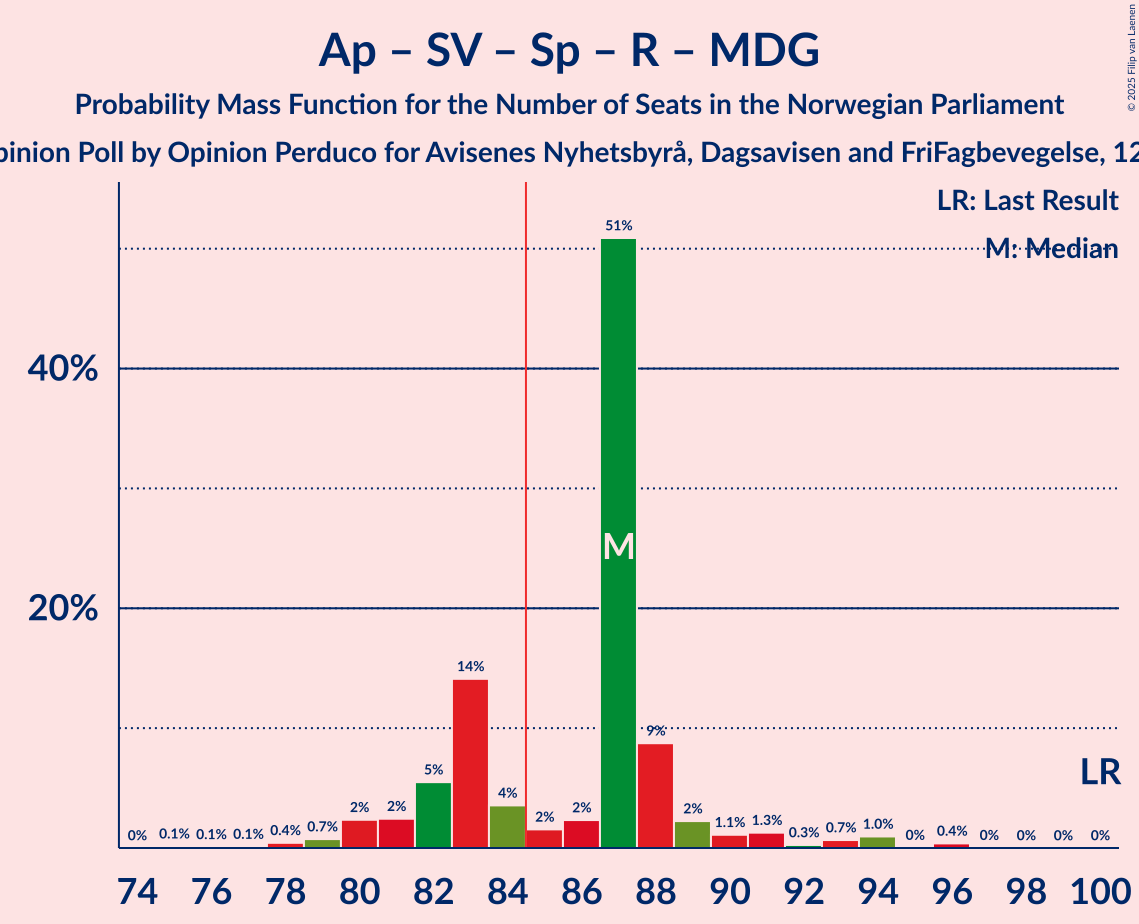 Ap – SV – Sp – R – MDG
Probability Mass Function for the Number of Seats in the Norwegian Parliament
pinion Poll by Opinion Perduco for Avisenes Nyhetsbyrå, Dagsavisen and FriFagbevegelse, 12
© 2025 Filip van Laenen
LR: Last Result
M: Median
51%
40%
M
20%
14%
9%
LR
5%
4%
2% 2% 2% 2% 2%
0% 0.1% 0.1% 0.1% 0.4% 0.7% 1.1% 1.3% 0.3% 0.7% 1.0% 0% 0.4% 0% 0% 0% 0%
74 76 78 80 82 84 86 88 90 92 94 96 98 100